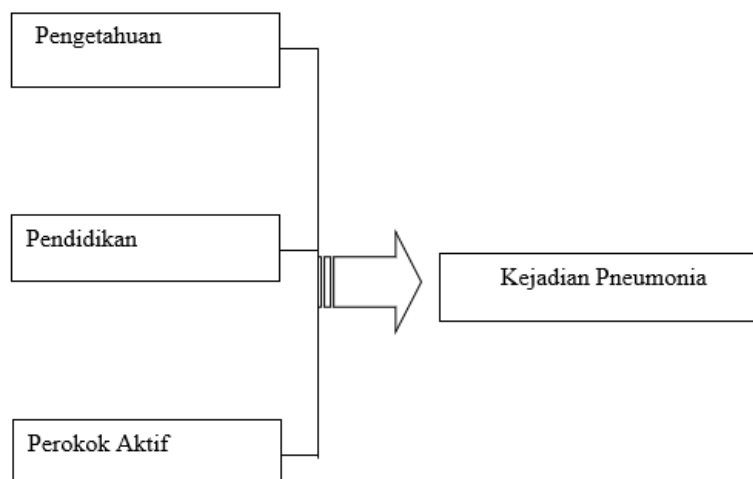 Pengetahuan
Pendidikan
Kejadian Pneumonia
Perokok Aktif